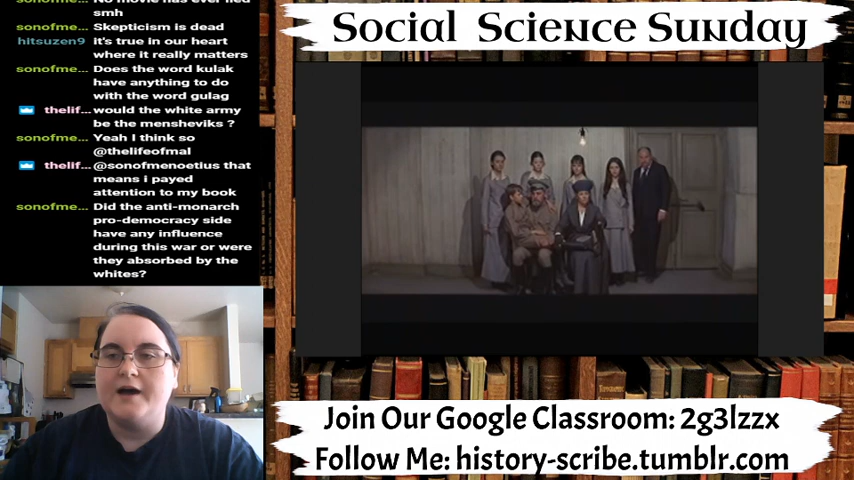 No movie has ever lied
smh
sonofme... Skepticism is dead
hitsuzen9 it's true in our heart
where it really matters
sonofme... Does the word kulak
have anything to do
with the word gulag
thelif... would the white army
be the mensheviks ?
sonofme... Yeah I think so
@thelifeofmal
thelif... @sonofmenoetius that
means i payed
attention to my book
sonofme... Did the anti-monarch
pro-democracy side
have any influence
during this war or were
they absorbed by the
whites?
Social Science Sunday
Join Our Google Classroom: 2g3lzzx
Follow Me: history-scribe.tumblr.com